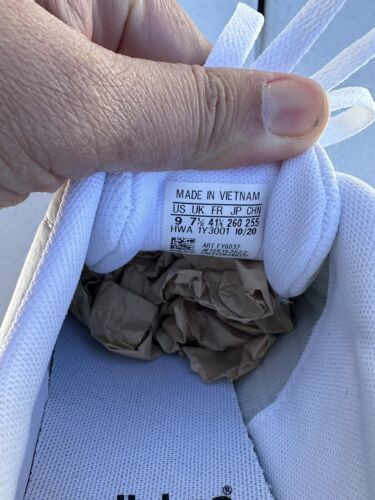 MADE IN VIETNAM
US UK FR JP CHN
9 7½ 41⅓ 260 255
HWA 1Y3001 10/20
ART FY6032
®